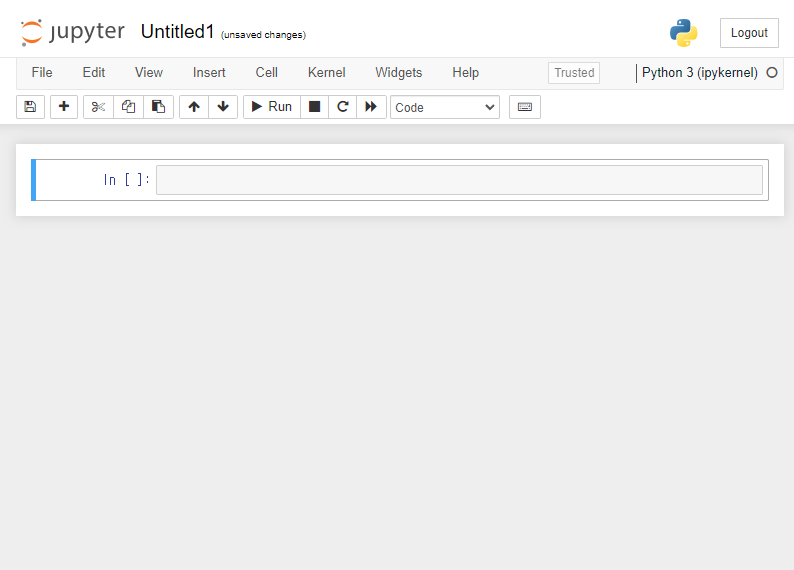 jupyter Untitled1 (unsaved changes) Logout
File Edit View Insert Cell Kernel Widgets Help Trusted Python 3 (ipykernel)
Run Code
In [ ]: